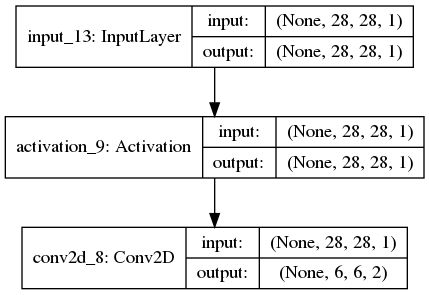 input_13: InputLayer
input: (None, 28, 28, 1)
output: (None, 28, 28, 1)
activation_9: Activation
input: (None, 28, 28, 1)
output: (None, 28, 28, 1)
conv2d_8: Conv2D
input: (None, 28, 28, 1)
output: (None, 6, 6, 2)